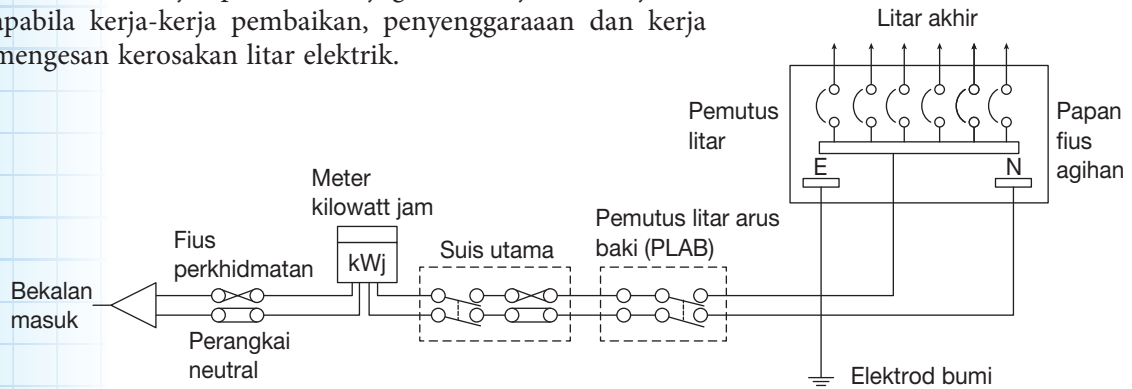 apabila kerja-kerja pembaikan, penyenggaraaan dan kerja
mengesan kerosakan litar elektrik.
Litar akhir
Pemutus
litar
Papan
fius
agihan
E
N
Meter
kilowatt jam
kWj
Fius
perkhidmatan
Suis utama
Pemutus litar arus
baki (PLAB)
Bekalan
masuk
Perangkai
neutral
Elektrod bumi